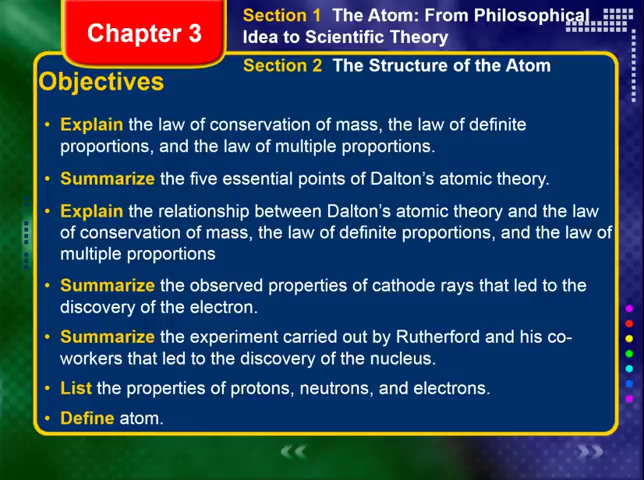 Chapter 3
Section 1 The Atom: From Philosophical
Idea to Scientific Theory
Section 2 The Structure of the Atom
Objectives
• Explain the law of conservation of mass, the law of definite
proportions, and the law of multiple proportions.
• Summarize the five essential points of Dalton's atomic theory.
• Explain the relationship between Dalton's atomic theory and the law
of conservation of mass, the law of definite proportions, and the law of
multiple proportions
• Summarize the observed properties of cathode rays that led to the
discovery of the electron.
• Summarize the experiment carried out by Rutherford and his co-
workers that led to the discovery of the nucleus.
• List the properties of protons, neutrons, and electrons.
• Define atom.